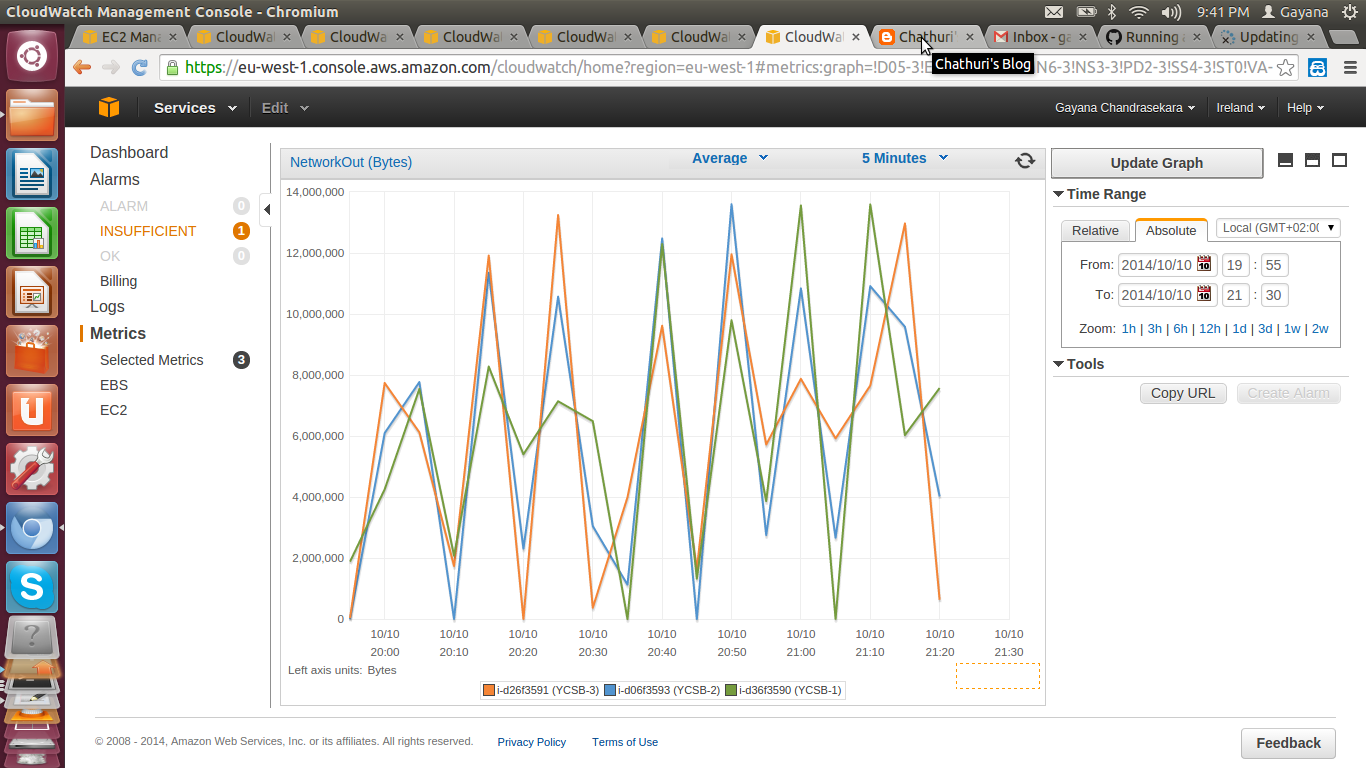 CloudWatch Management Console - Chromium
9:41 PM Gayana
EC2 Man
CloudWat
CloudWa
CloudWat
CloudWat
CloudWat
CloudWat
Chathuri'
Inbox - ga
Running
Updating
https://eu-west-1.console.aws.amazon.com/cloudwatch/home?region=eu-west-1#metrics:graph=!D05-3!E N6-3!NS3-3!PD2-3!SS4-3!ST0!VA-
Chathuri's Blog
Services Edit Gayana Chandrasekara Ireland Help
Dashboard
Alarms
ALARM 0
INSUFFICIENT 1
OK 0
Billing
Logs
Metrics
Selected Metrics 3
EBS
EC2
NetworkOut (Bytes) Average 5 Minutes
14,000,000
12,000,000
10,000,000
8,000,000
6,000,000
4,000,000
2,000,000
0
10/10 10/10 10/10 10/10 10/10 10/10 10/10 10/10 10/10 10/10
20:00 20:10 20:20 20:30 20:40 20:50 21:00 21:10 21:20 21:30
Left axis units: Bytes
i-d26f3591 (YCSB-3) i-d06f3593 (YCSB-2) i-d36f3590 (YCSB-1)
Update Graph
Time Range
Relative Absolute Local (GMT+02:00
From: 2014/10/10 10 19 : 55
To: 2014/10/10 10 21 : 30
Zoom: 1h | 3h | 6h | 12h | 1d | 3d | 1w | 2w
Tools
Copy URL Create Alarm
© 2008 - 2014, Amazon Web Services, Inc. or its affiliates. All rights reserved. Privacy Policy Terms of Use
Feedback